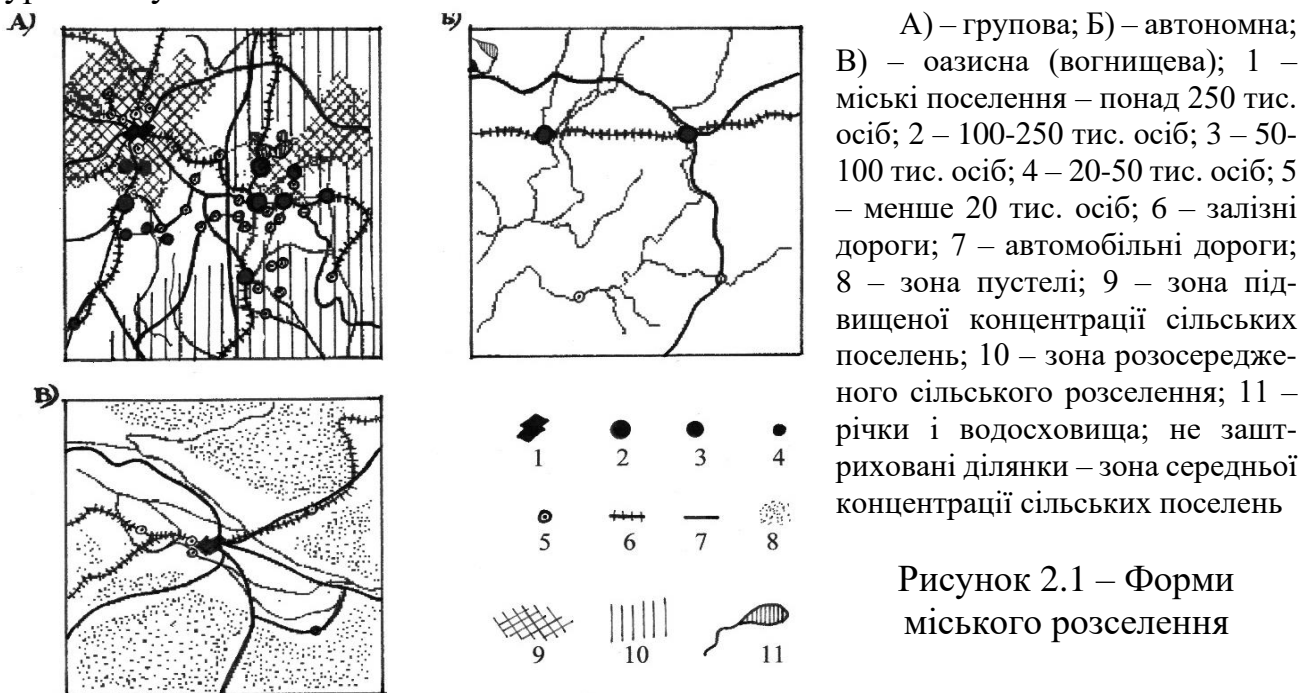 А)
Б)
А) – групова; Б) – автономна;
В) – оазисна (вогнищева); 1 –
міські поселення – понад 250 тис.
осіб; 2 – 100-250 тис. осіб; 3 – 50-
100 тис. осіб; 4 – 20-50 тис. осіб; 5
– менше 20 тис. осіб; 6 – залізні
дороги; 7 – автомобільні дороги;
8 – зона пустелі; 9 – зона під-
вищеної концентрації сільських
поселень; 10 – зона розосередже-
ного сільського розселення; 11 –
річки і водосховища; не зашт-
риховані ділянки – зона середньої
концентрації сільських поселень
В)
1 2 3 4
5 6 7 8
9 10 11
Рисунок 2.1 – Форми
міського розселення